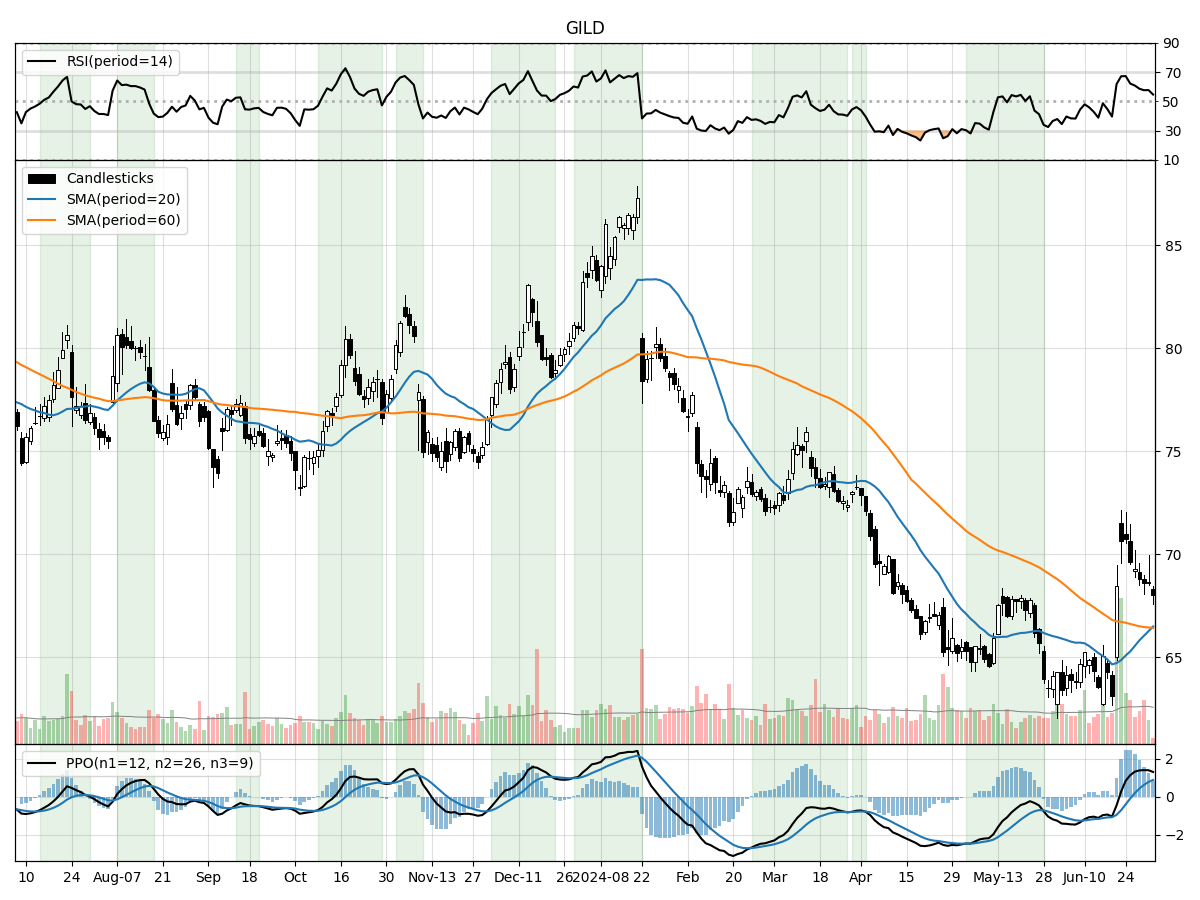 GILD
RSI(period=14)
90
70
50
30
10
Candlesticks
SMA(period=20)
SMA(period=60)
85
80
75
70
65
PPO(n1=12, n2=26, n3=9)
2
0
−2
10 24 Aug-07 21 Sep 18 Oct 16 30 Nov-13 27 Dec-11 26 2024-08 22 Feb 20 Mar 18 Apr 15 29 May-13 28 Jun-10 24